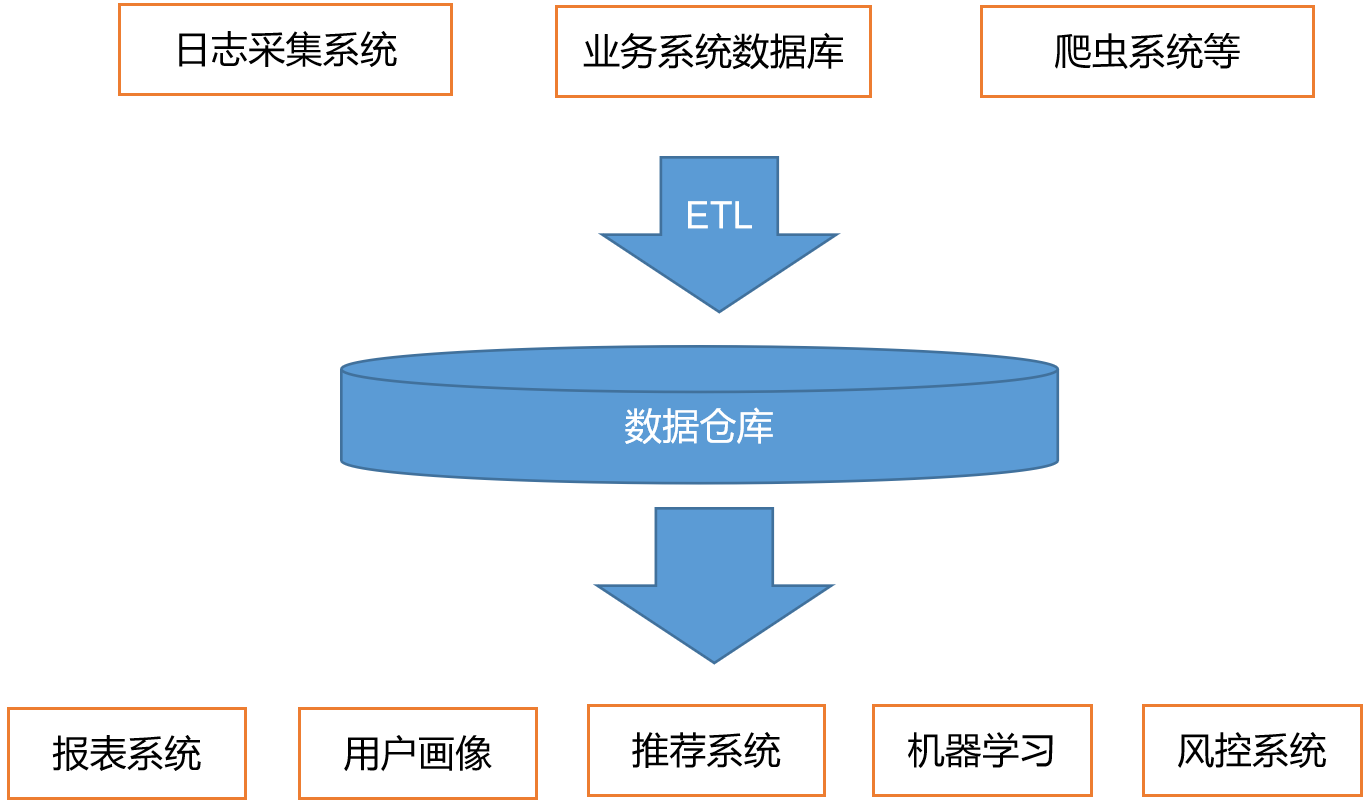 日志采集系统
业务系统数据库
爬虫系统等
ETL
数据仓库
报表系统
用户画像
推荐系统
机器学习
风控系统